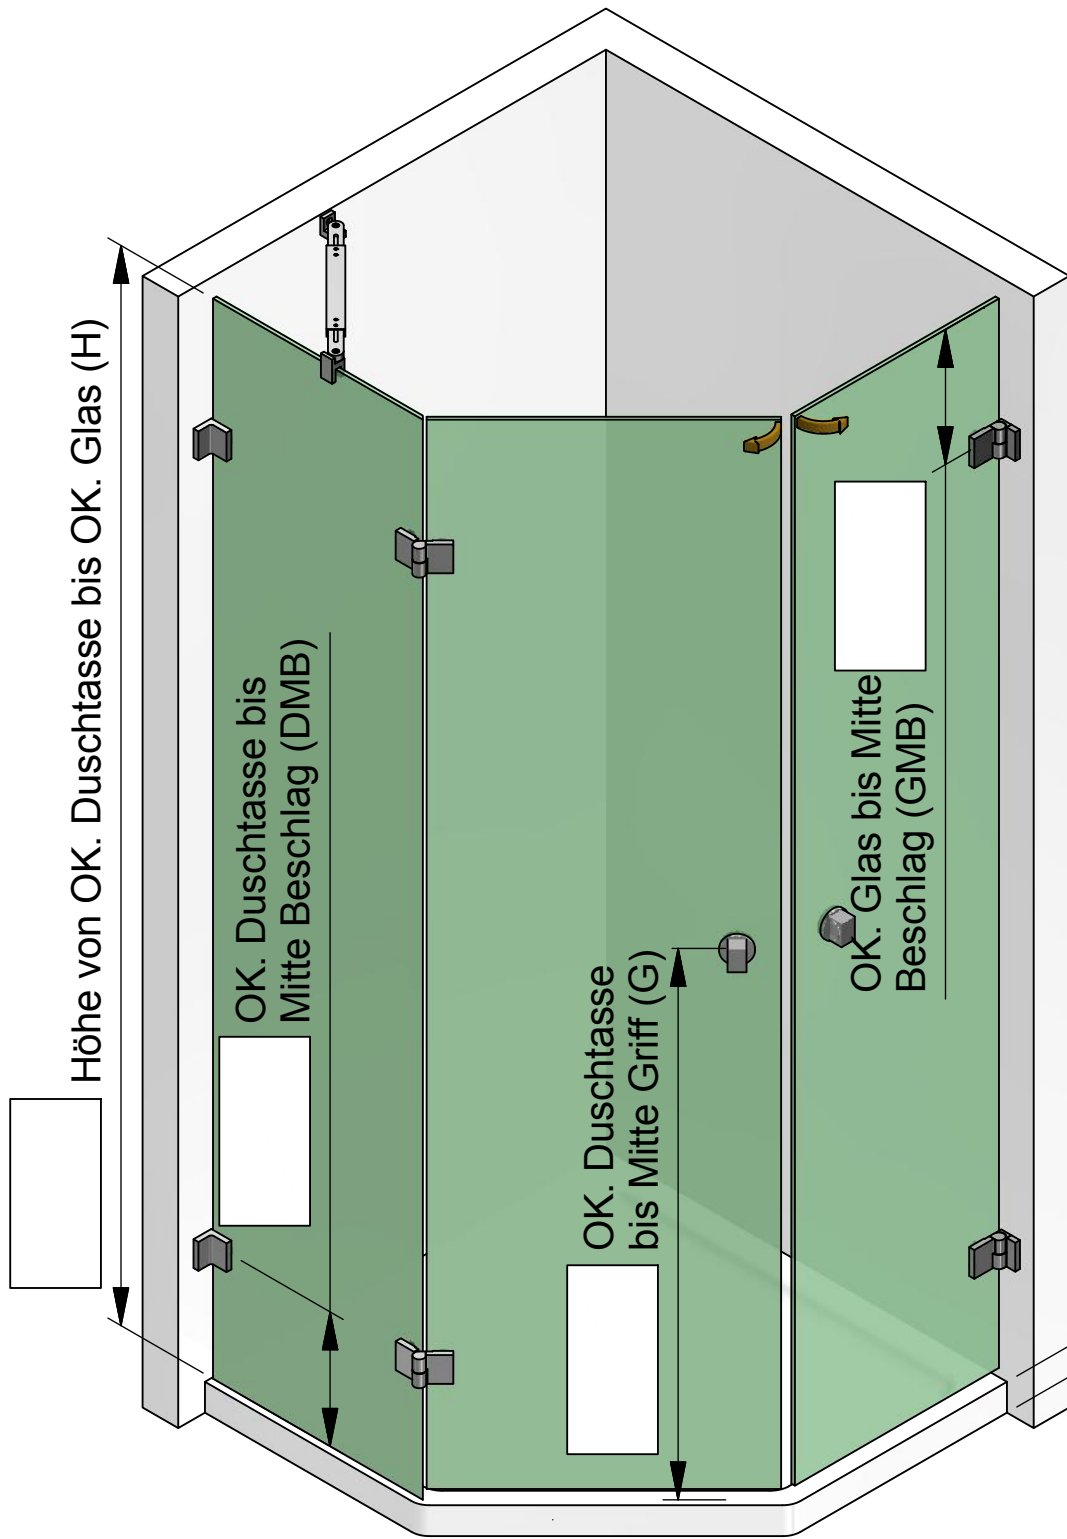 Höhe von OK. Duschtasse bis OK. Glas (H)
OK. Duschtasse bis
Mitte Beschlag (DMB)
OK. Duschtasse
bis Mitte Griff (G)
OK. Glas bis Mitte
Beschlag (GMB)